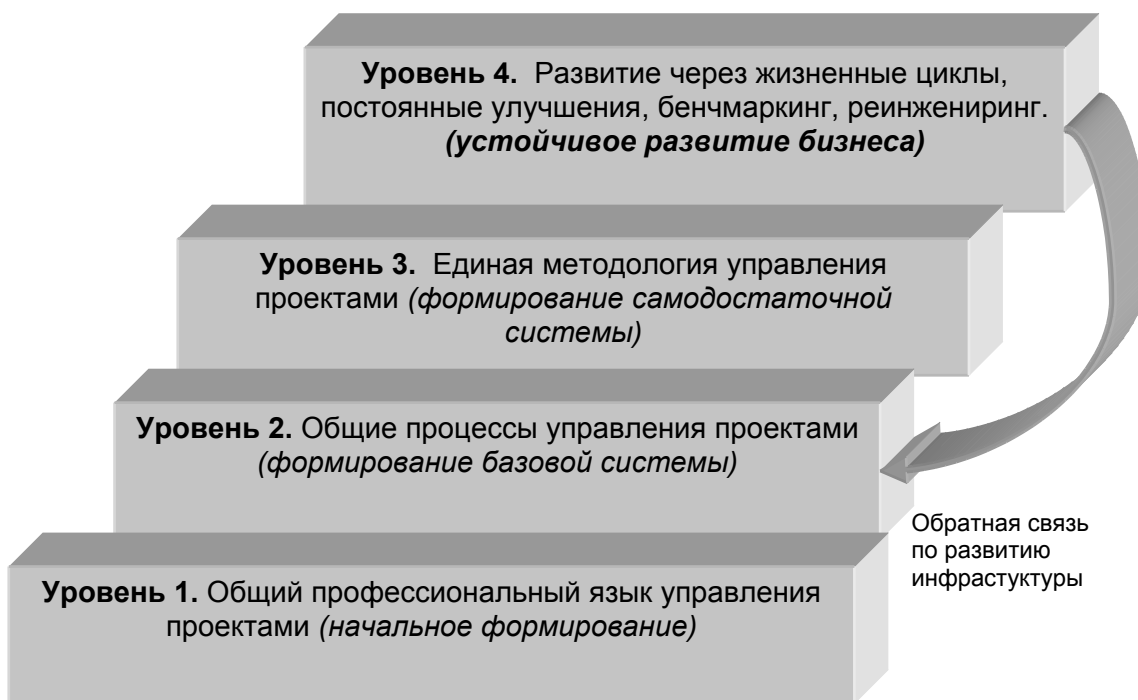 Уровень 4.  Развитие через жизненные циклы,
постоянные улучшения, бенчмаркинг, реинжениринг.
(устойчивое развитие бизнеса)
Уровень 3.  Единая методология управления
проектами (формирование самодостаточной
системы)
Уровень 2. Общие процессы управления проектами
(формирование базовой системы)
Обратная связь
по развитию
инфрастуктуры
Уровень 1. Общий профессиональный язык управления
проектами (начальное формирование)